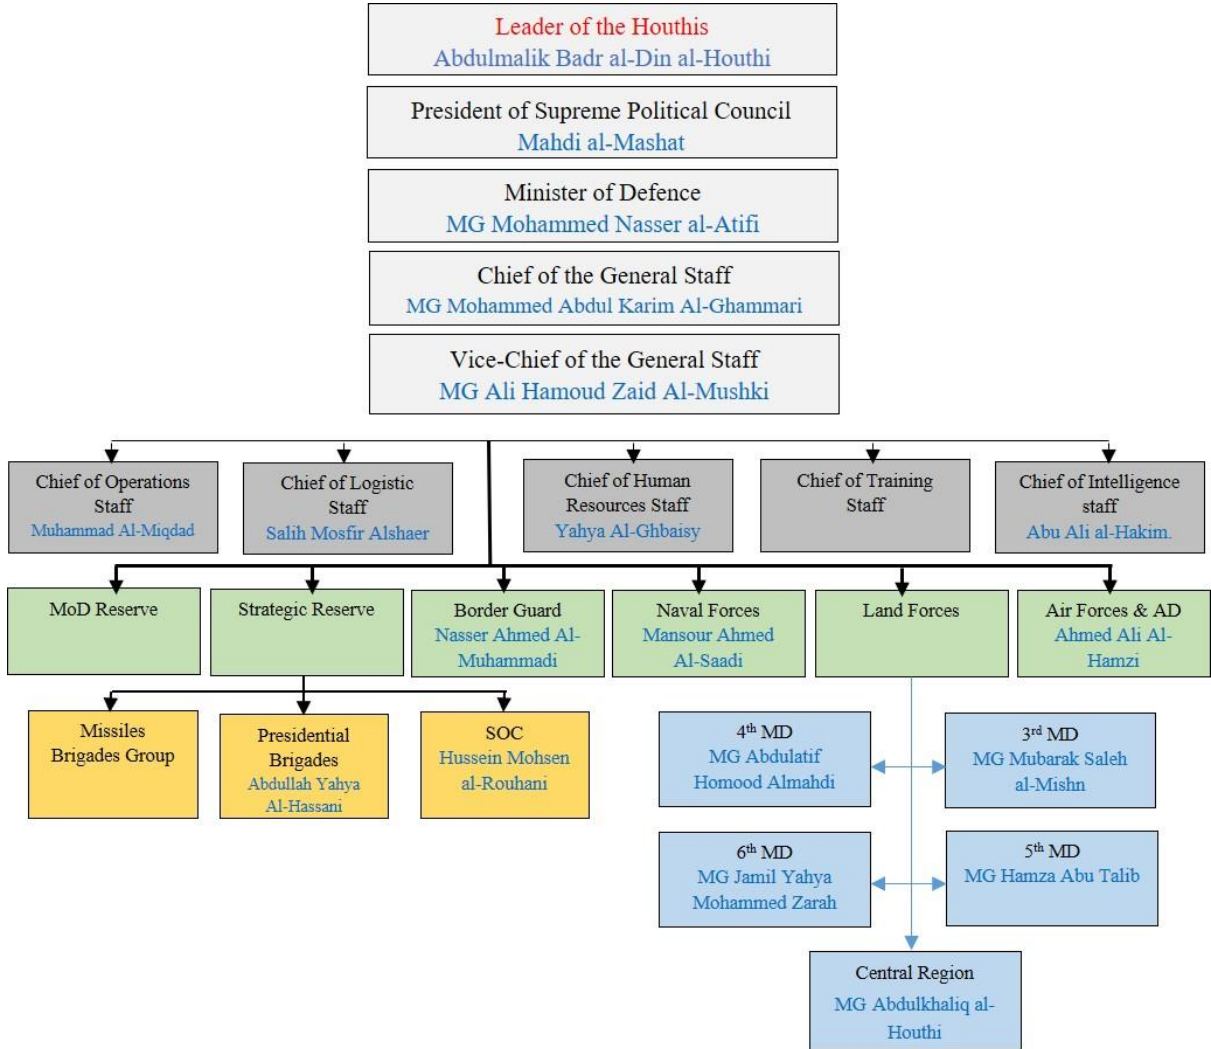 Leader of the Houthis
Abdulmalik Badr al-Din al-Houthi
President of Supreme Political Council
Mahdi al-Mashat
Minister of Defence
MG Mohammed Nasser al-Atifi
Chief of the General Staff
MG Mohammed Abdul Karim Al-Ghammari
Vice-Chief of the General Staff
MG Ali Hamoud Zaid Al-Mushki
Chief of Operations
Staff
Muhammad Al-Miqdad
Chief of Logistic
Staff
Salih Mosfir Alshaer
Chief of Human
Resources Staff
Yahya Al-Ghbaisy
Chief of Training
Staff
Chief of Intelligence
staff
Abu Ali al-Hakim.
MoD Reserve
Strategic Reserve
Border Guard
Nasser Ahmed Al-
Muhammadi
Naval Forces
Mansour Ahmed
Al-Saadi
Land Forces
Air Forces & AD
Ahmed Ali Al-
Hamzi
Missiles
Brigades Group
Presidential
Brigades
Abdullah Yahya
Al-Hassani
SOC
Hussein Mohsen
al-Rouhani
4th MD
MG Abdulatif
Homood Almahdi
3rd MD
MG Mubarak Saleh
al-Mishn
6th MD
MG Jamil Yahya
Mohammed Zarah
5th MD
MG Hamza Abu Talib
Central Region
MG Abdulkhaliq al-
Houthi